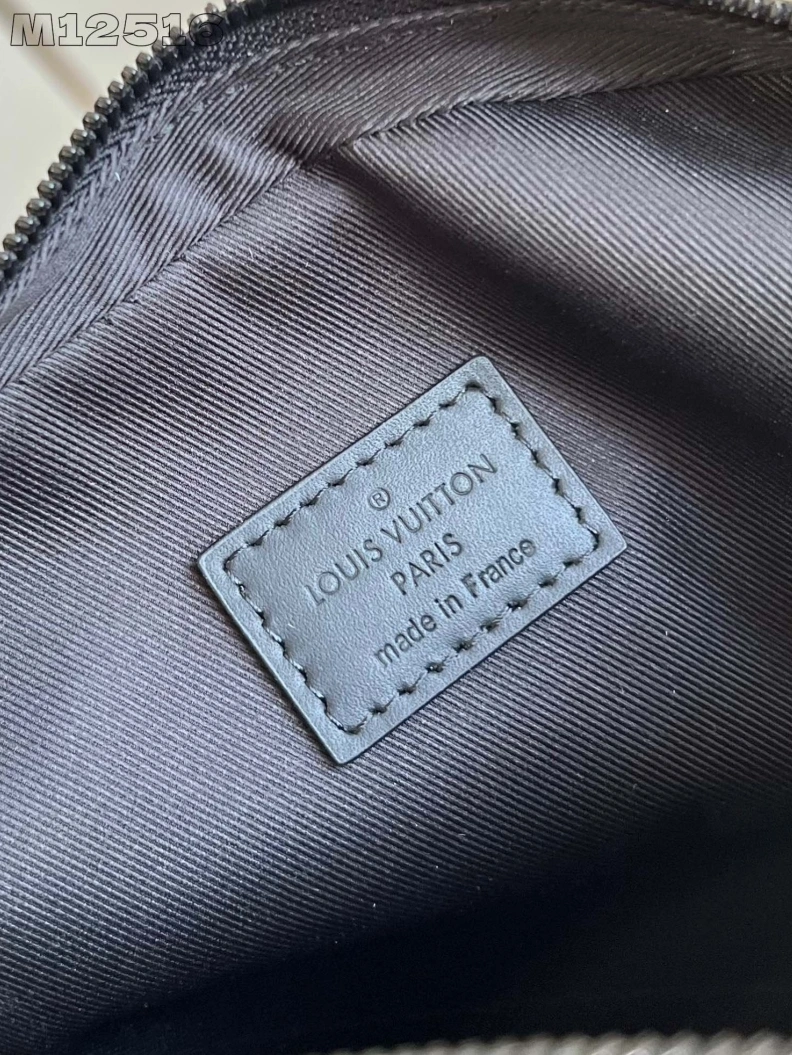 M12516
®
LOUIS VUITTON
PARIS
made in France